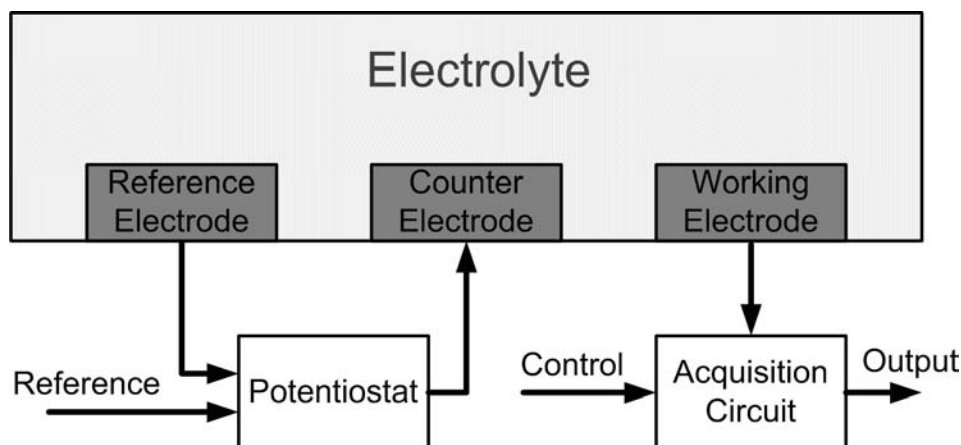 Electrolyte
Reference
Electrode
Counter
Electrode
Working
Electrode
Reference
Potentiostat
Control
Acquisition
Circuit
Output